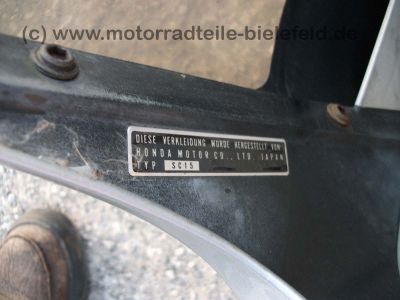 © www.motorradteile-bielefeld.de
DIESE VERKLEIDUNG WURDE HERGESTELLT VON
HONDA MOTOR CO., LTD. JAPAN
TYP SC15